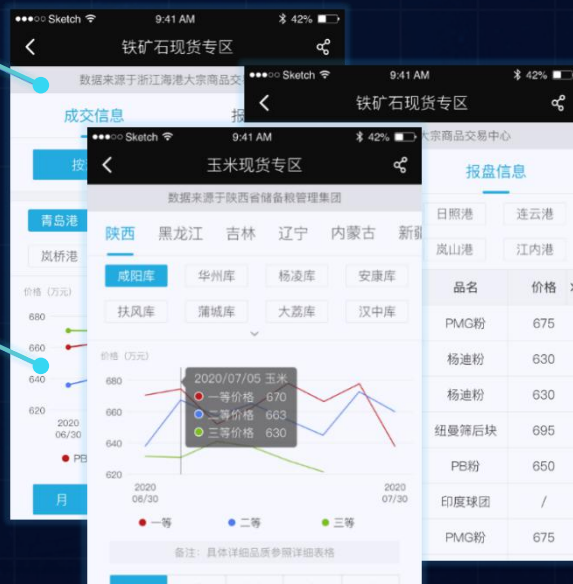 ●●●○○ Sketch 9:41 AM 42%
铁矿石现货专区
数据来源于浙江海港大宗商品交
成交信息
报
按
青岛港
岚桥港
价格（万元）
680
660
640
620
2020
06/30
● PB
月
●●●○○ Sketch 9:41 AM 42%
铁矿石现货专区
大宗商品交易中心
报盘信息
日照港 连云港
岚山港 江内港
品名 价格
PMG粉 675
杨迪粉 630
杨迪粉 630
纽曼筛后块 695
PB粉 650
印度球团 /
PMG粉 675
●●●○○ Sketch 9:41 AM 42%
玉米现货专区
数据来源于陕西省储备粮管理集团
陕西 黑龙江 吉林 辽宁 内蒙古 新疆
咸阳库 华州库 杨凌库 安康库
扶风库 蒲城库 大荔库 汉中库
价格（万元）
680
660
640
620
2020/07/05 玉米
一等价格 670
二等价格 663
三等价格 630
2020
06/30
2020
07/30
● 一等 ● 二等 ● 三等
备注：具体详细品质参照详细表格